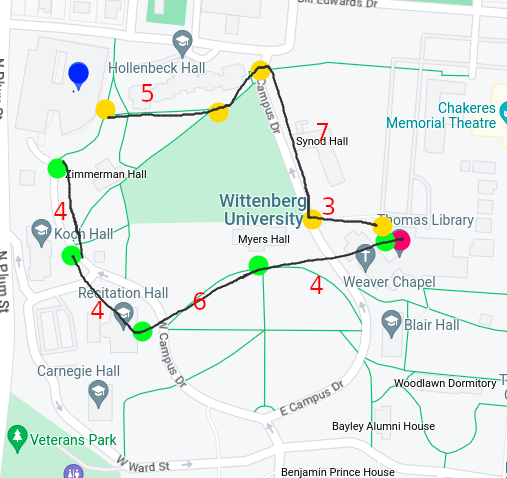 Bill Edwards Dr
N Plum St
Hollenbeck Hall
5
Campus Dr
Chakeres
Memorial Theatre
7
Synod Hall
Zimmerman Hall
4
Wittenberg
University
3
Thomas Library
Koch Hall
Myers Hall
N Plum St
Weaver Chapel
4
Recitation Hall
6
4
Blair Hall
W Campus Dr
Carnegie Hall
Woodlawn Dormitory
E Campus Dr
Bayley Alumni House
Veterans Park
W Ward St
Benjamin Prince House